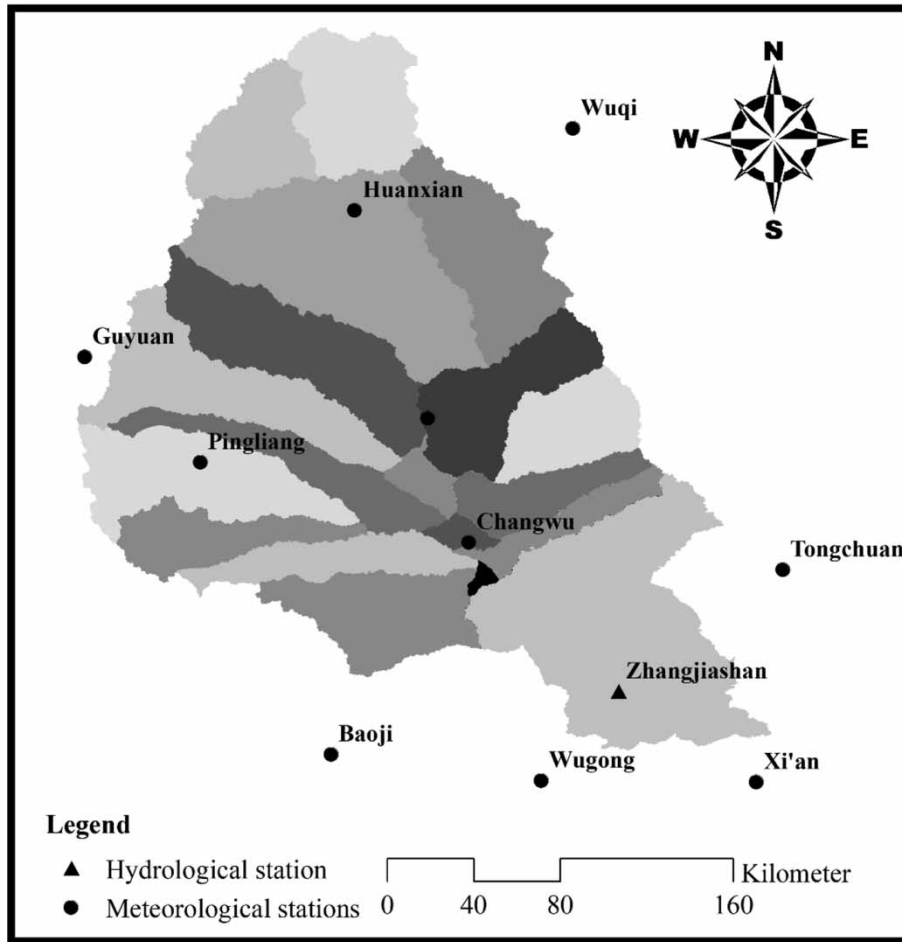 N
Wuqi
W E
Huanxian
S
Guyuan
Pingliang
Changwu
Tongchuan
Zhangjiashan
Baoji
Wugong
Xi'an
Legend
Hydrological station
Meteorological stations
Kilometer
0 40 80 160